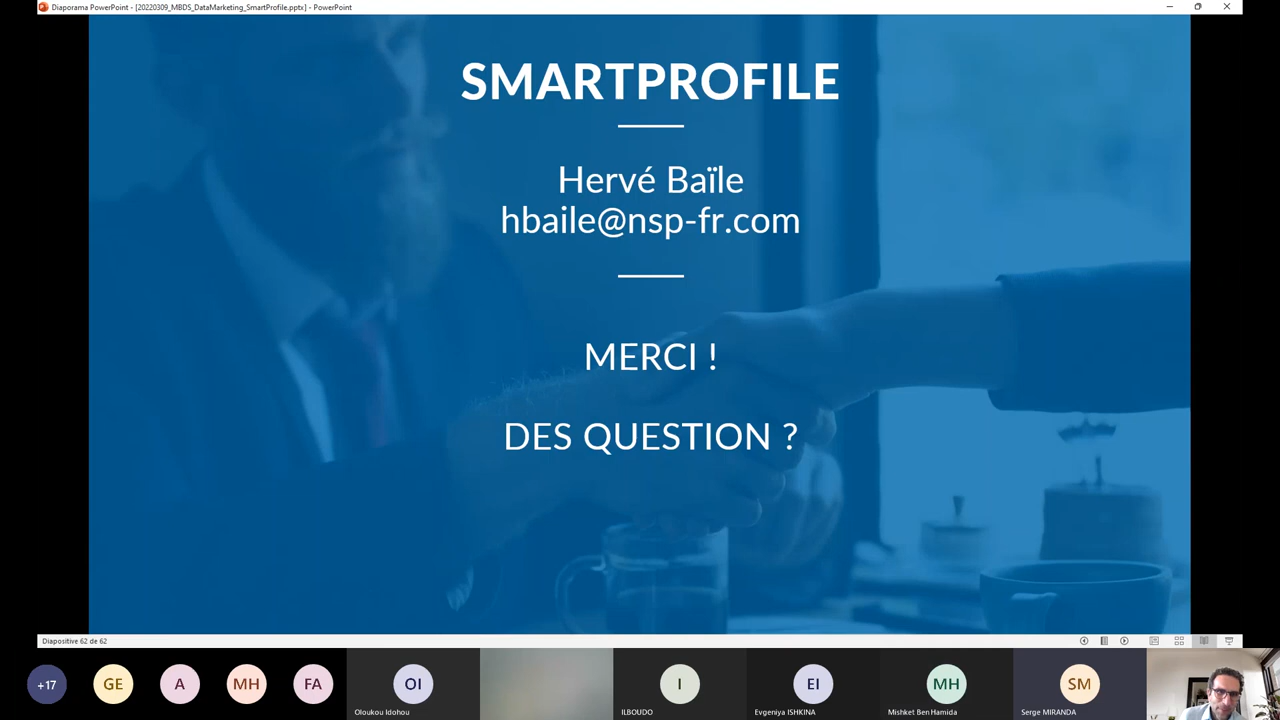 Diaporama PowerPoint - [20220309_MBDS_DataMarketing_SmartProfile.pptx] - PowerPoint
SMARTPROFILE
Hervé Baïle
hbaile@nsp-fr.com
MERCI !
DES QUESTION ?
Diapositive 62 de 62
+17
GE
A
MH
FA
OI
I
EI
MH
SM
Oloukou Idohou
ILBOUDO
Evgeniya ISHKINA
Mishket Ben Hamida
Serge MIRANDA